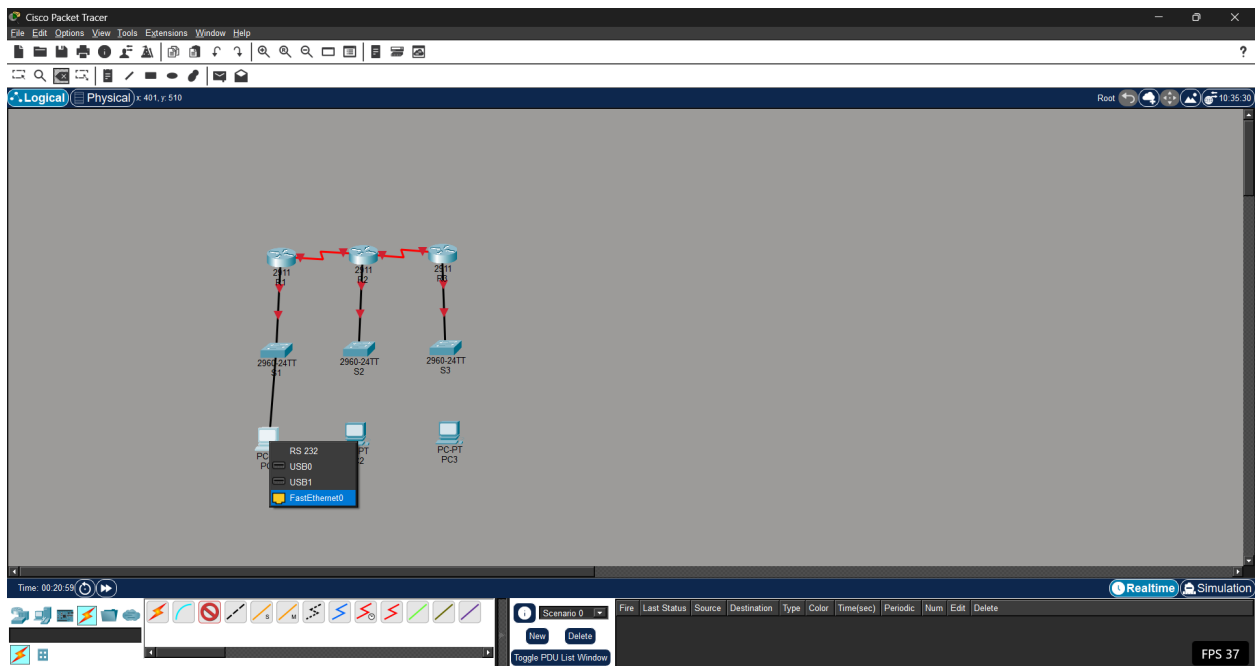 Cisco Packet Tracer
File Edit Options View Tools Extensions Window Help
?
Logical Physical x: 401, y: 510 Root 10:35:30
2911 2911 2911
R1 R2 R3
2960-24TT 2960-24TT 2960-24TT
S1 S2 S3
PC-PT
PC3
RS 232
USB0
USB1
FastEthernet0
Time: 00:20:59 Realtime Simulation
Scenario 0 Fire Last Status Source Destination Type Color Time(sec) Periodic Num Edit Delete
New Delete
Toggle PDU List Window
FPS 37